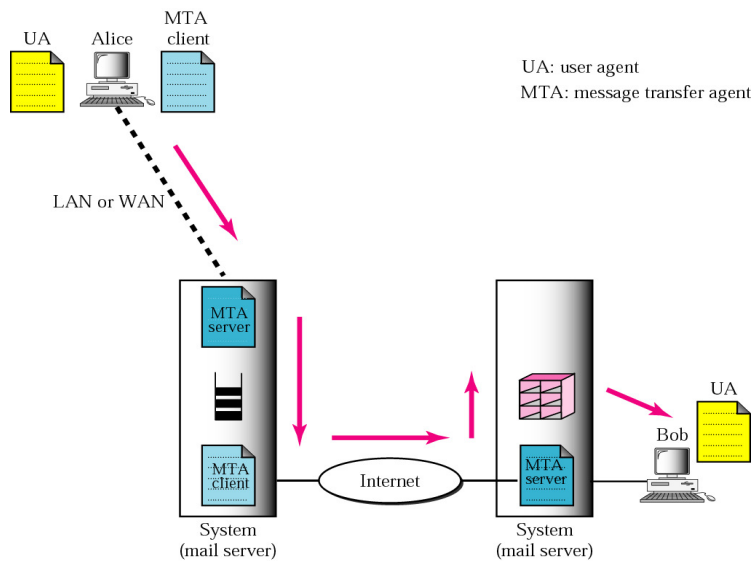 UA
Alice
MTA
client
UA: user agent
MTA: message transfer agent
LAN or WAN
MTA
server
MTA
client
Internet
MTA
server
UA
Bob
System
(mail server)
System
(mail server)